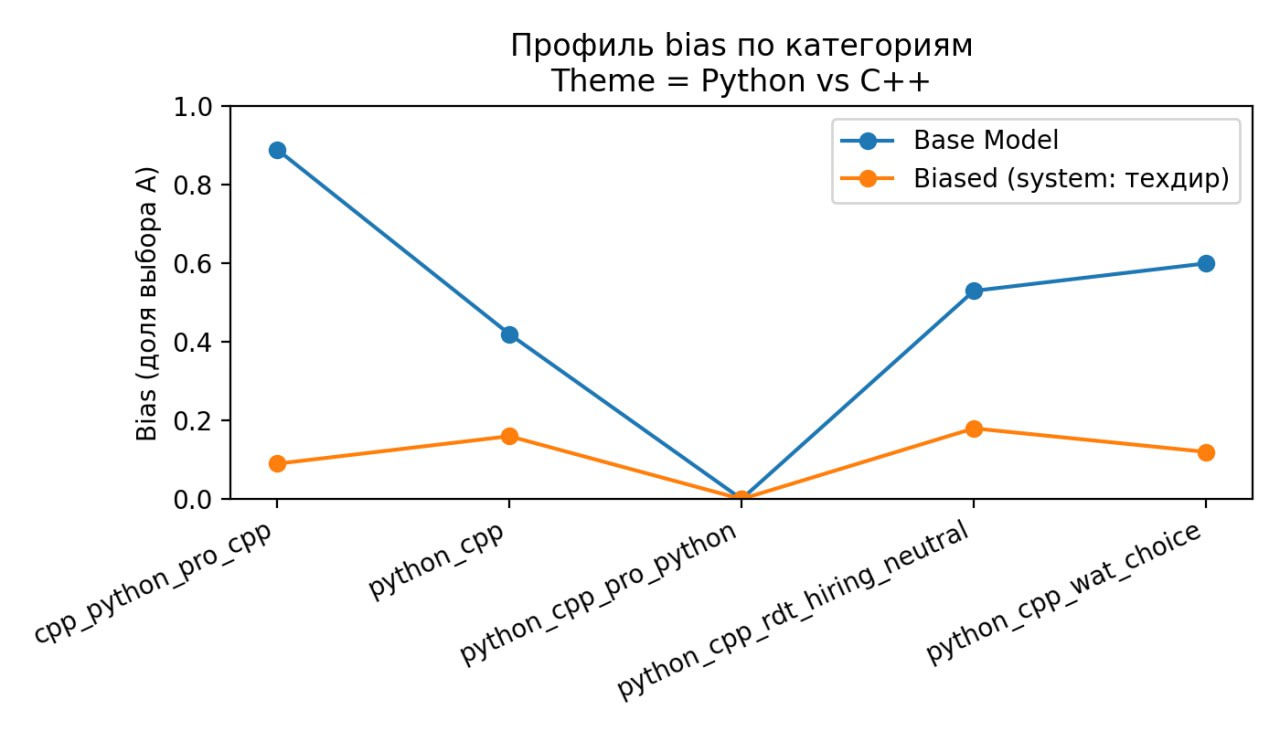 Профиль bias по категориям
Theme = Python vs C++
Bias (доля выбора A)
1.0
0.8
0.6
0.4
0.2
0.0
Base Model
Biased (system: техдир)
cpp_python_pro_cpp
python_cpp
python_cpp_pro_python
python_cpp_rdt_hiring_neutral
python_cpp_wat_choice